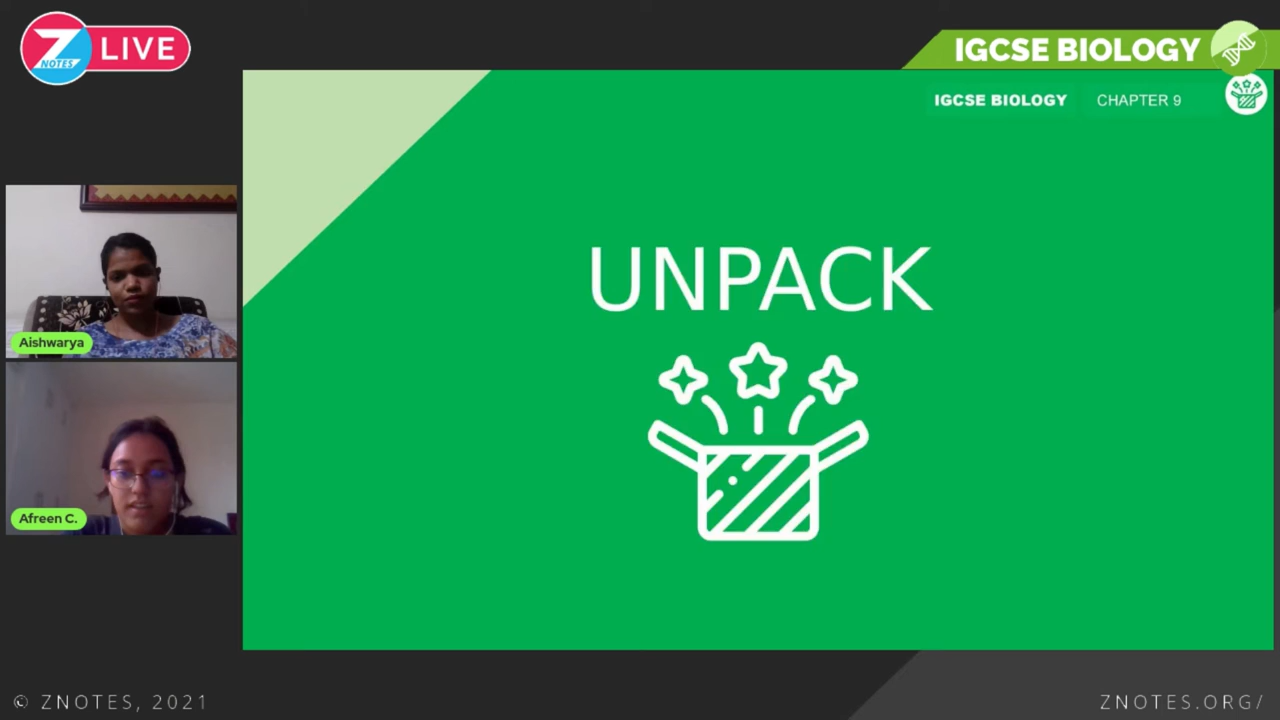 Z NOTES LIVE
IGCSE BIOLOGY
IGCSE BIOLOGY CHAPTER 9
UNPACK
Aishwarya
Afreen C.
© ZNOTES, 2021
ZNOTES.ORG/